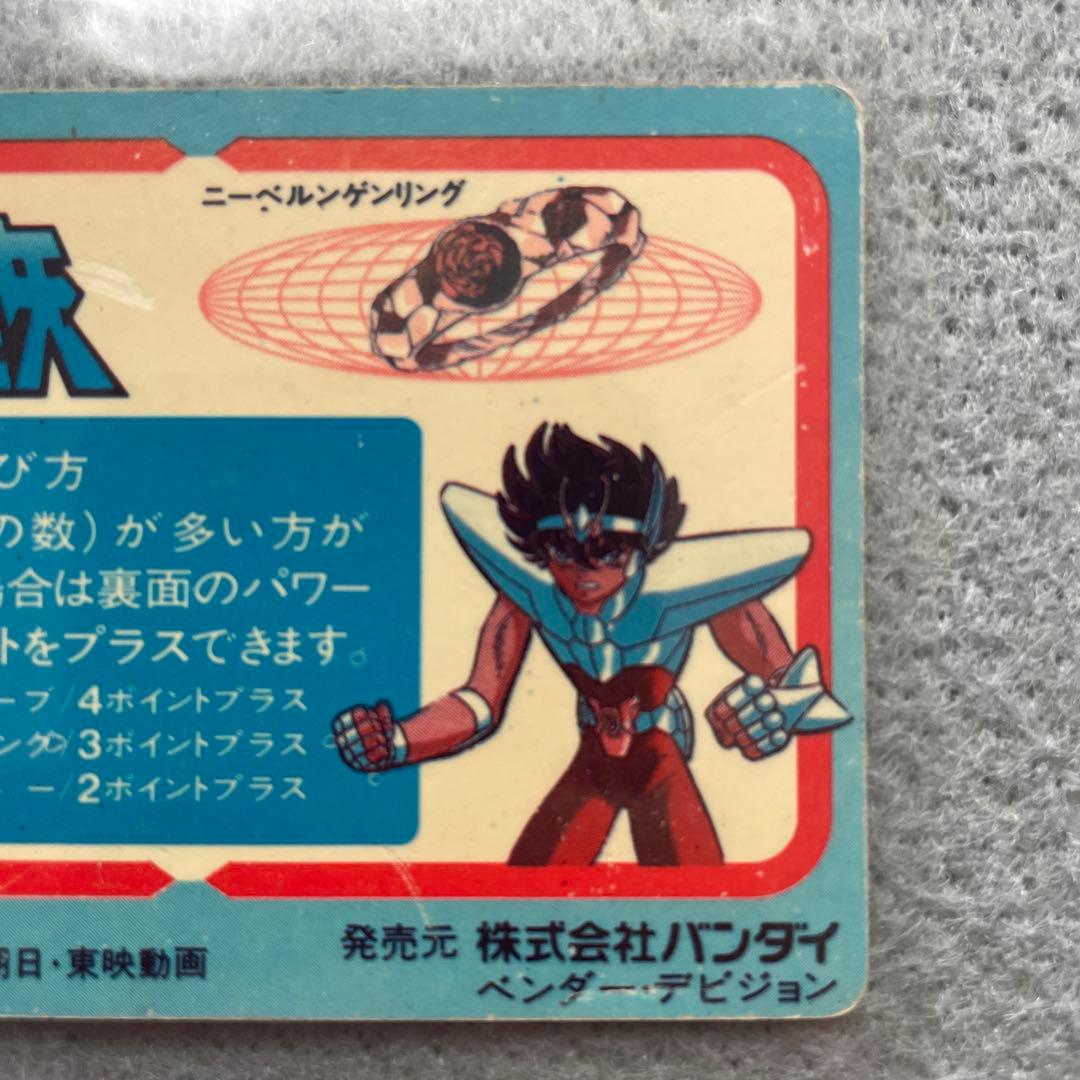 ニーベルンゲンリング
び方
の数)が多い方が
場合は裏面のパワー
トをプラスできます。
ープ/4ポイントプラス
ング/3ポイントプラス
ー/2ポイントプラス
朝日・東映動画
発売元 株式会社バンダイ
ベンダー・デビジョン